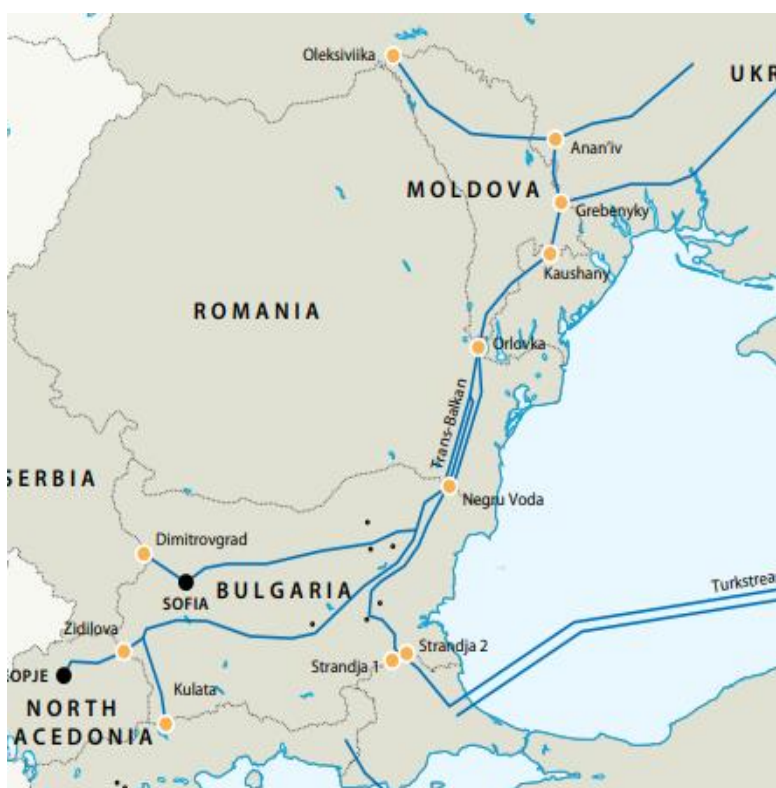 Oleksiviika
UKR
Anan'iv
MOLDOVA
Grebenyky
Kaushany
ROMANIA
Orlovka
Trans-Balkan
SERBIA
Negru Voda
Dimitrovgrad
Turkstrear
BULGARIA
SOFIA
Zidilova
Strandja 2
Strandja 1
OPJE
Kulata
NORTH
ACEDONIA